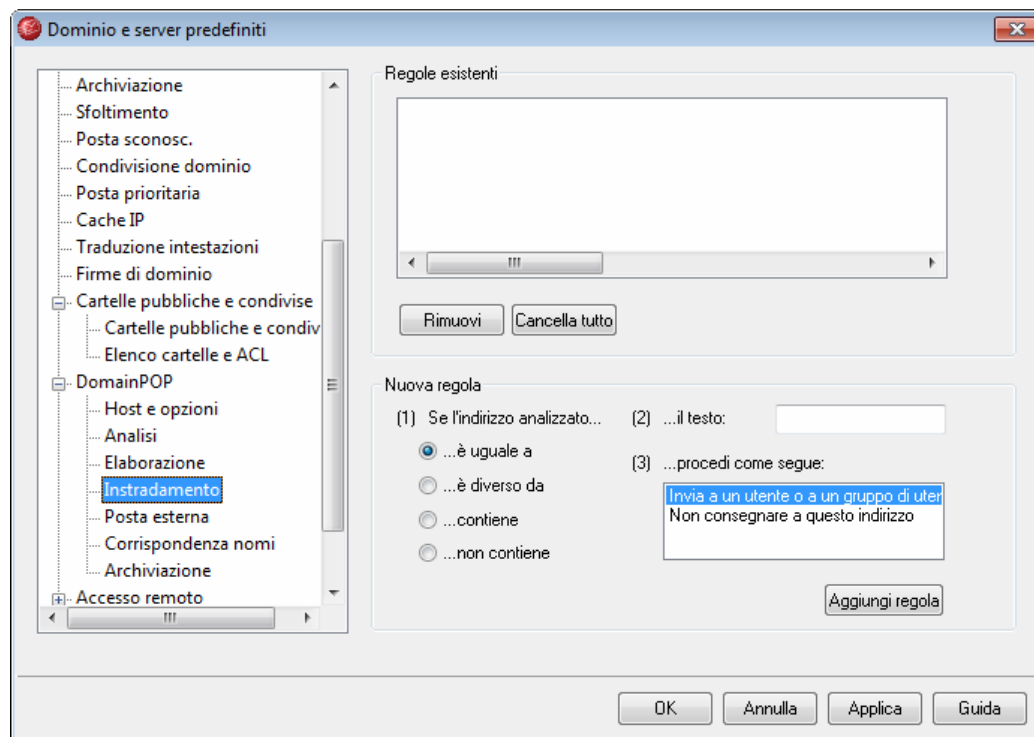 Dominio e server predefiniti
Archiviazione
Sfoltimento
Posta sconosc.
Condivisione dominio
Posta prioritaria
Cache IP
Traduzione intestazioni
Firme di dominio
Cartelle pubbliche e condivise
Cartelle pubbliche e condiv
Elenco cartelle e ACL
DomainPOP
Host e opzioni
Analisi
Elaborazione
Instradamento
Posta esterna
Corrispondenza nomi
Archiviazione
Accesso remoto
Regole esistenti
Rimuovi Cancella tutto
Nuova regola
(1) Se l'indirizzo analizzato...
...è uguale a
...è diverso da
...contiene
...non contiene
(2) ...il testo:
(3) ...procedi come segue:
Invia a un utente o a un gruppo di uter
Non consegnare a questo indirizzo
Aggiungi regola
OK Annulla Applica Guida